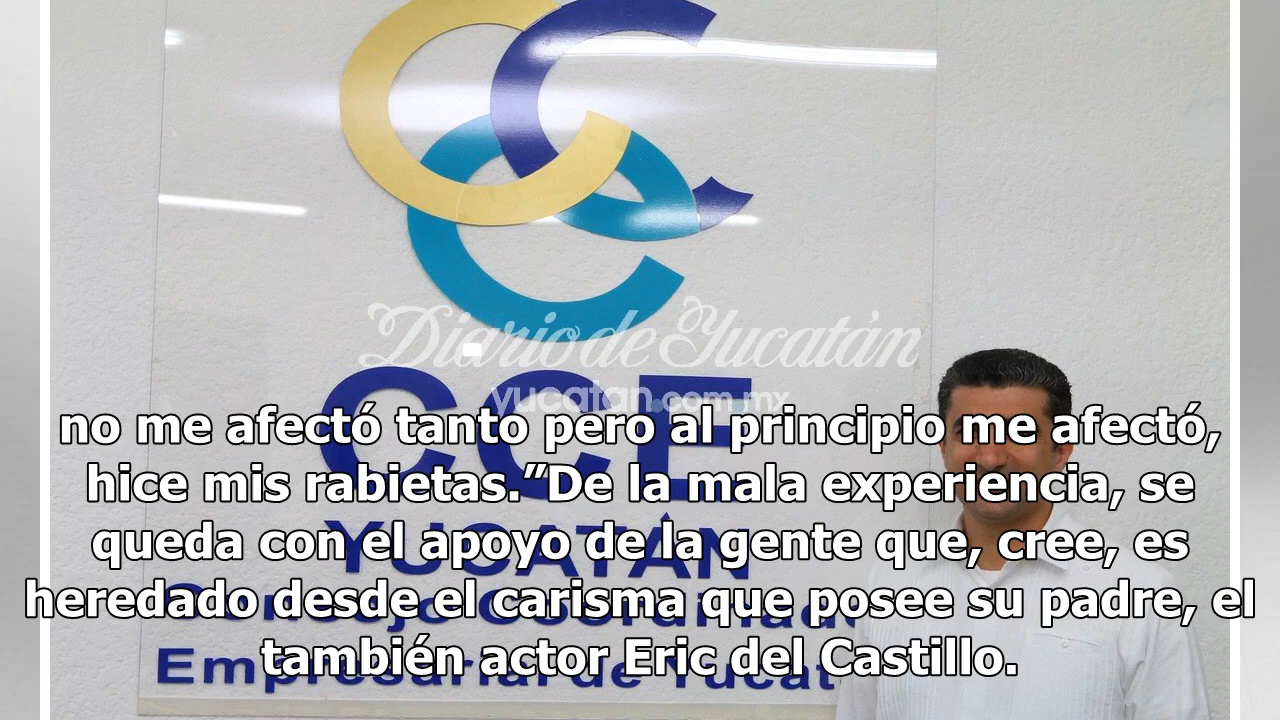 Diario de Yucatán
CCE
yucatan.com.mx
no me afectó tanto pero al principio me afectó,
hice mis rabietas.”De la mala experiencia, se
YUCATÁN
queda con el apoyo de la gente que, cree, es
Consejo Coordinado
heredado desde el carisma que posee su padre, el
Empresarial de Yucat
también actor Eric del Castillo.